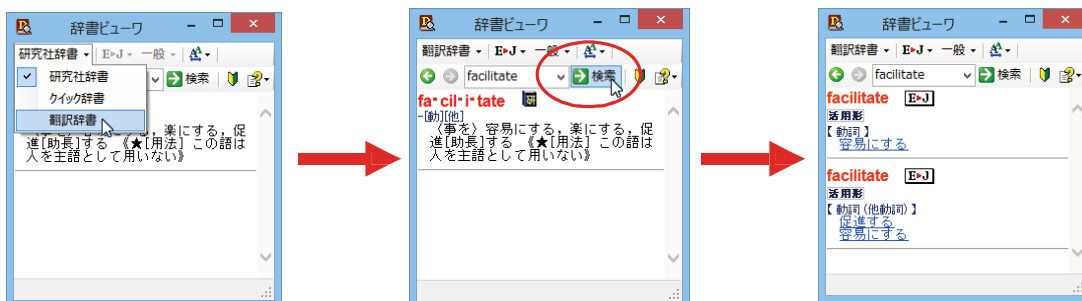 辞書ビューワ
研究社辞書 E▸J 一般
研究社辞書 検索
クイック辞書
翻訳辞書
〈事を〉容易にする, 楽にする, 促
進[助長]する 《★[用法] この語は
人を主語として用いない》
辞書ビューワ
翻訳辞書 E▸J 一般
facilitate 検索
fa・cil・i・tate
-[動][他]
〈事を〉容易にする, 楽にする, 促
進[助長]する 《★[用法] この語は
人を主語として用いない》
辞書ビューワ
翻訳辞書 E▸J 一般
facilitate 検索
facilitate E▸J
活用形
【 動詞 】
容易にする
facilitate E▸J
活用形
【 動詞 (他動詞) 】
促進する
容易にする